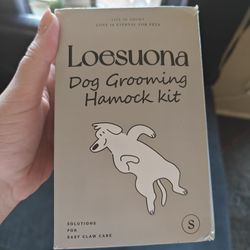 LIFE IS SHORT
LOVE IS ETERNAL FOR PETS
Loesuona
Dog Grooming
Hamock kit
SOLUTIONS
FOR
EASY CLAW CARE
S